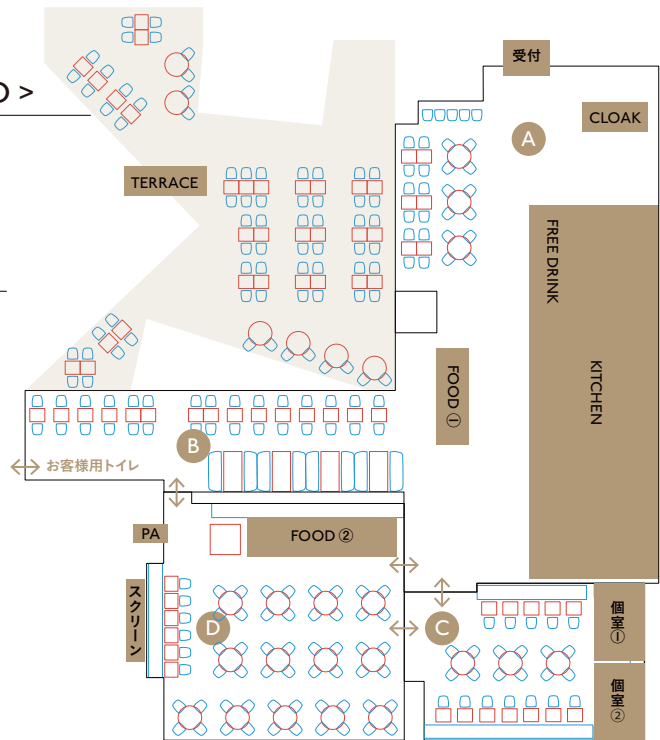 >
受付
CLOAK
A
TERRACE
FREE DRINK
KITCHEN
FOOD ①
B
お客様用トイレ
PA
FOOD ②
スクリーン
D
C
個室①
個室②